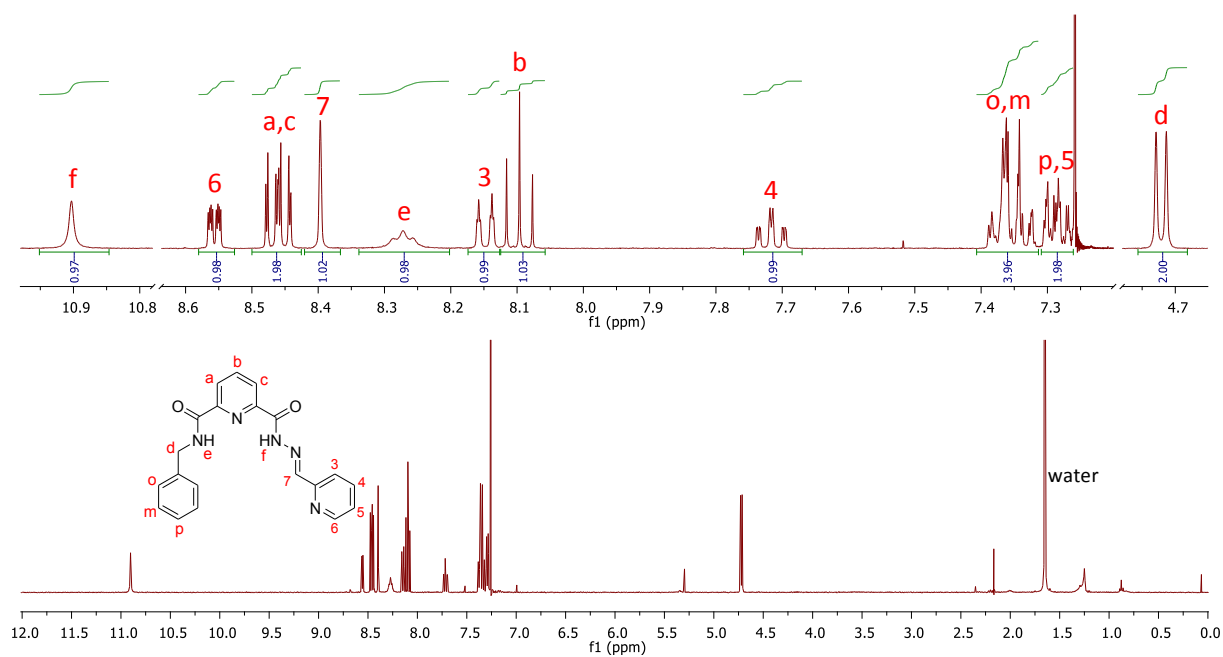 b
7
a,c
o,m
d
p,5
f
6
3
4
e
0.97
0.98
1.98
1.02
0.98
0.99
1.03
0.99
3.96
1.98
2.00
10.9 10.8 8.6 8.5 8.4 8.3 8.2 8.1 8.0 7.9 7.8 7.7 7.6 7.5 7.4 7.3 4.7
f1 (ppm)
b
a c
O N O
d NH HN N
e f
3
o 7 4
m N 5
p 6
water
12.0 11.5 11.0 10.5 10.0 9.5 9.0 8.5 8.0 7.5 7.0 6.5 6.0 5.5 5.0 4.5 4.0 3.5 3.0 2.5 2.0 1.5 1.0 0.5 0.0
f1 (ppm)